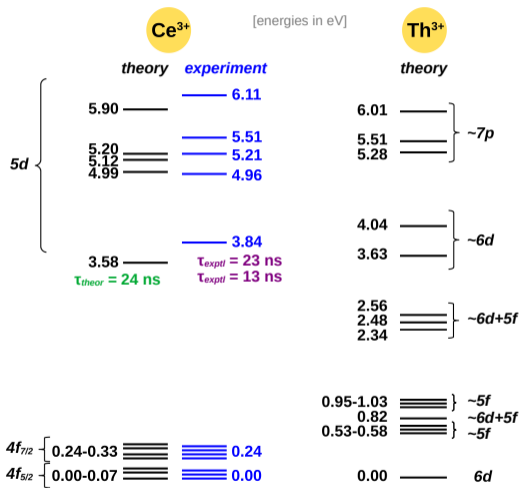 Ce³⁺ [energies in eV] Th³⁺
theory experiment theory
5d
5.90
5.20
5.12
4.99
3.58
τtheor = 24 ns
6.11
5.51
5.21
4.96
3.84
τexptl = 23 ns
τexptl = 13 ns
4f7/2 0.24-0.33 0.24
4f5/2 0.00-0.07 0.00
6.01
5.51 ~7p
5.28
4.04
~6d
3.63
2.56
2.48 ~6d+5f
2.34
0.95-1.03 ~5f
0.82 ~6d+5f
0.53-0.58 ~5f
0.00 6d